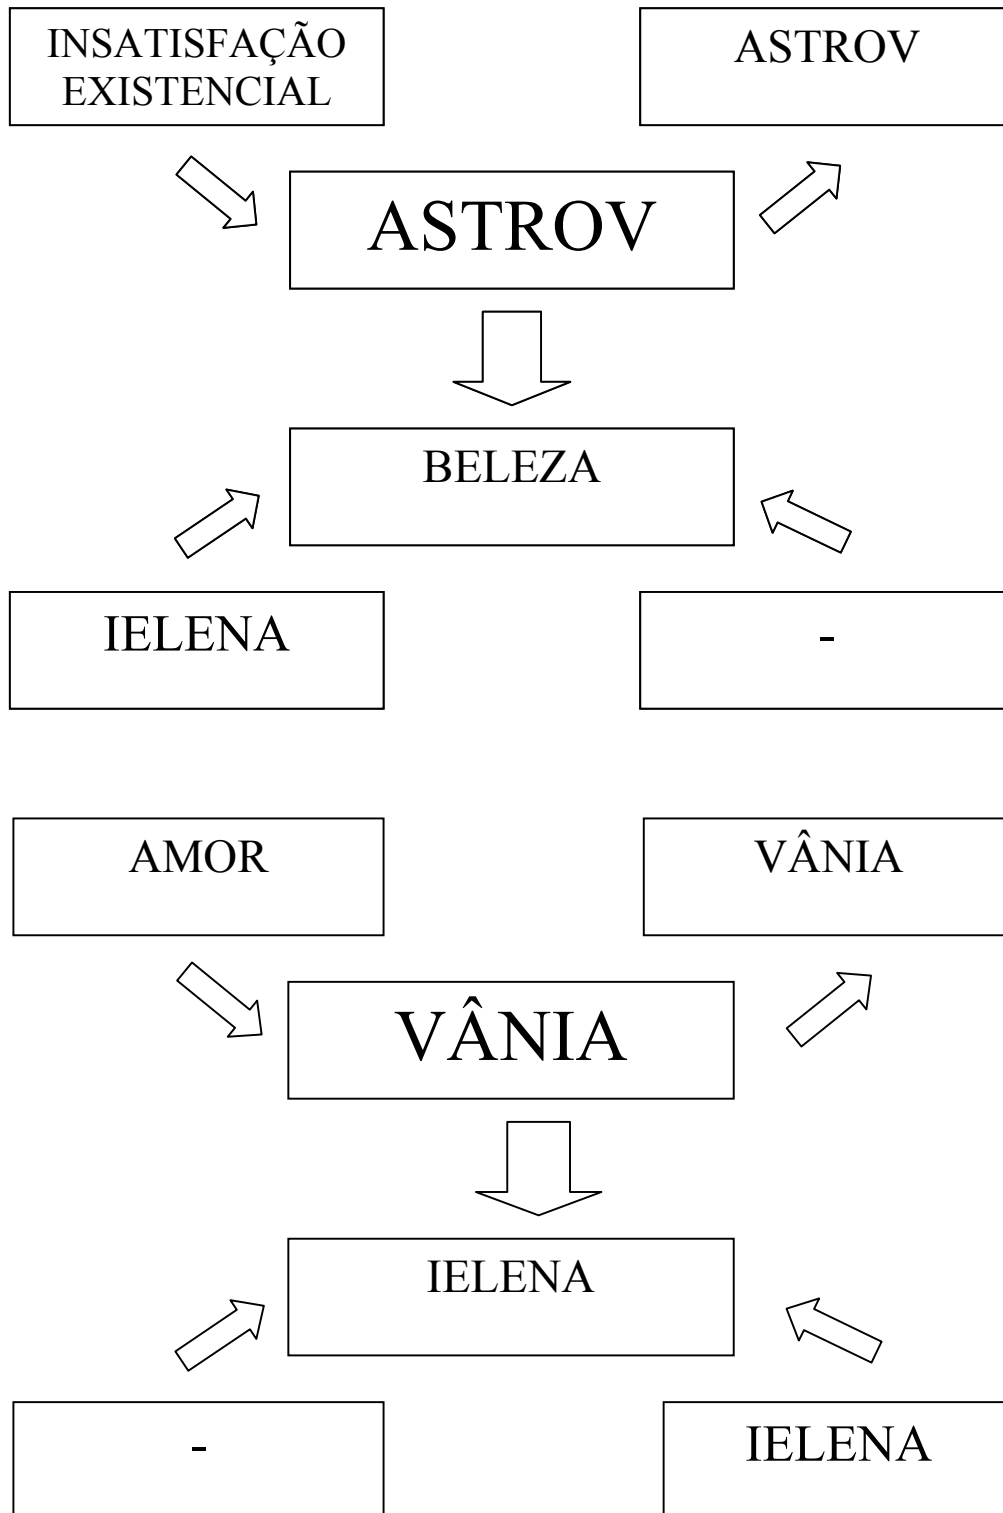 INSATISFAÇÃO
EXISTENCIAL
ASTROV
ASTROV
BELEZA
IELENA
-
AMOR
VÂNIA
VÂNIA
IELENA
-
IELENA